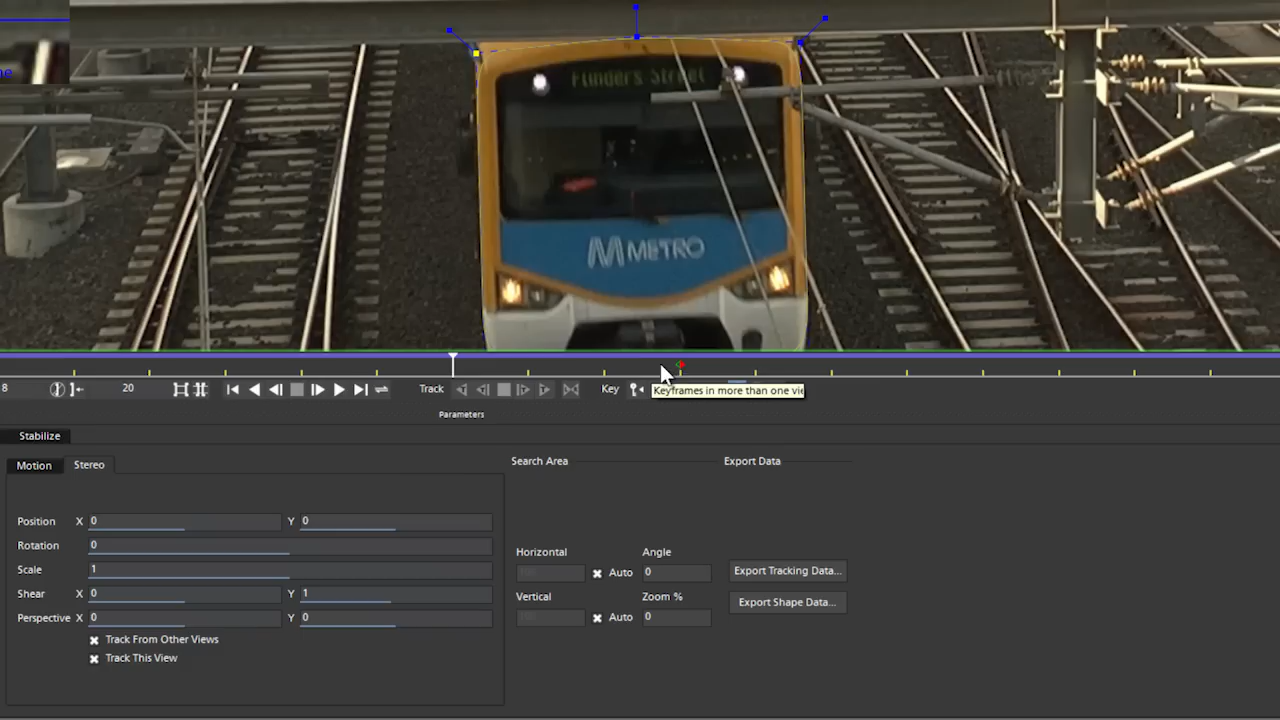 ne
Flinders Street
METRO
8
20
Track
Key
Keyframes in more than one vie
Parameters
Stabilize
Motion
Stereo
Search Area
Export Data
Position X 0 Y 0
Rotation 0
Scale 1
Shear X 0 Y 1
Perspective X 0 Y 0
Track From Other Views
Track This View
Horizontal
Angle
Auto 0
Vertical
Zoom %
Auto 0
Export Tracking Data...
Export Shape Data...